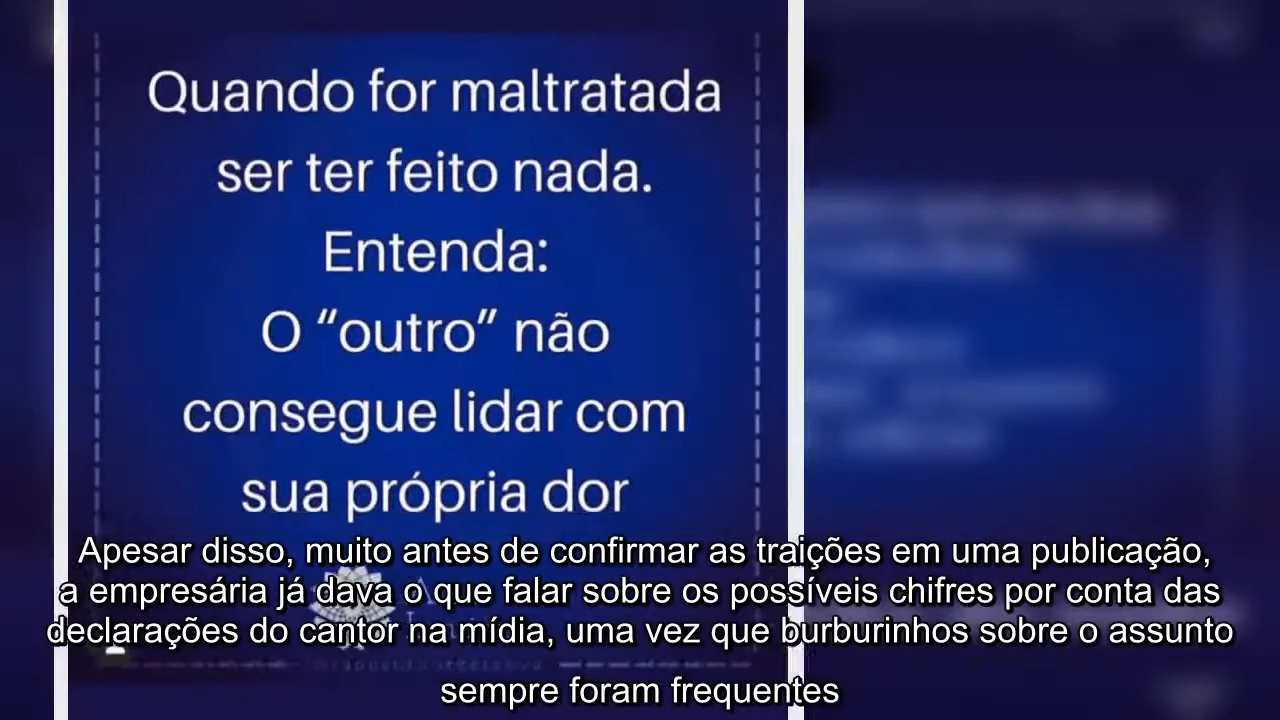 Quando for maltratada
ser ter feito nada.
Entenda:
O “outro” não
consegue lidar com
sua própria dor
Apesar disso, muito antes de confirmar as traições em uma publicação,
a empresária já dava o que falar sobre os possíveis chifres por conta das
declarações do cantor na mídia, uma vez que burburinhos sobre o assunto
sempre foram frequentes